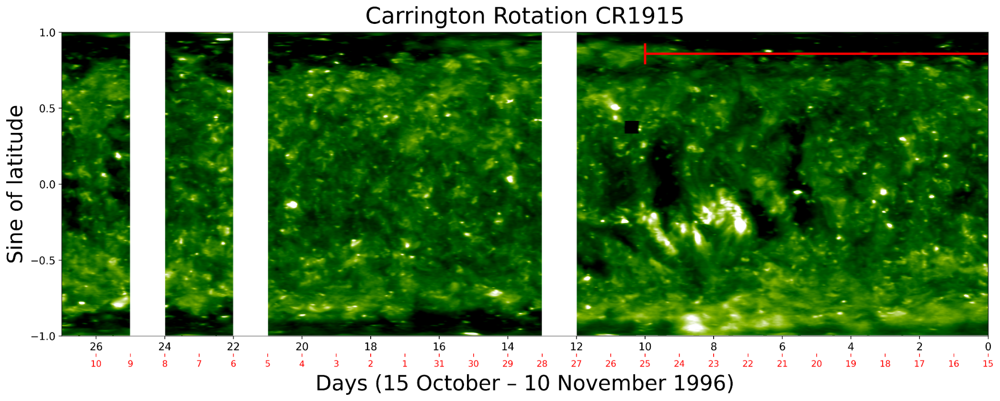 Carrington Rotation CR1915
Sine of latitude
1.0
0.5
0.0
−0.5
−1.0
26 24 22 20 18 16 14 12 10 8 6 4 2 0
10 9 8 7 6 5 4 3 2 1 31 30 29 28 27 26 25 24 23 22 21 20 19 18 17 16 15
Days (15 October – 10 November 1996)